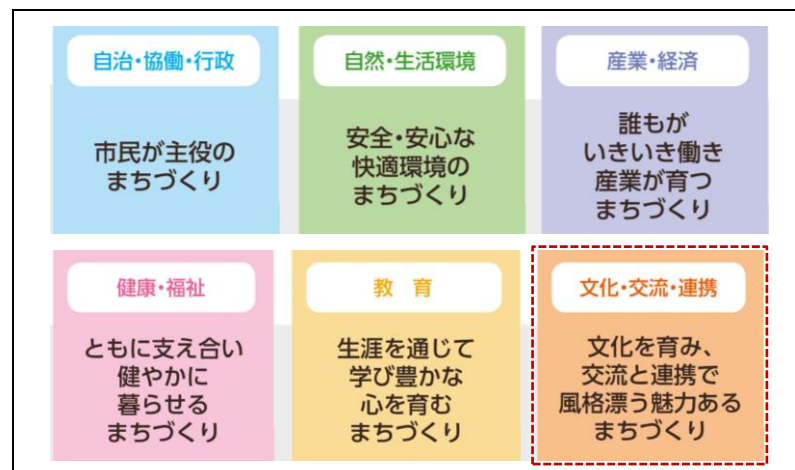 自治・協働・行政
市民が主役の
まちづくり
自然・生活環境
安全・安心な
快適環境の
まちづくり
産業・経済
誰もが
いきいき働き
産業が育つ
まちづくり
健康・福祉
ともに支え合い
健やかに
暮らせる
まちづくり
教 育
生涯を通じて
学び豊かな
心を育む
まちづくり
文化・交流・連携
文化を育み、
交流と連携で
風格漂う魅力ある
まちづくり